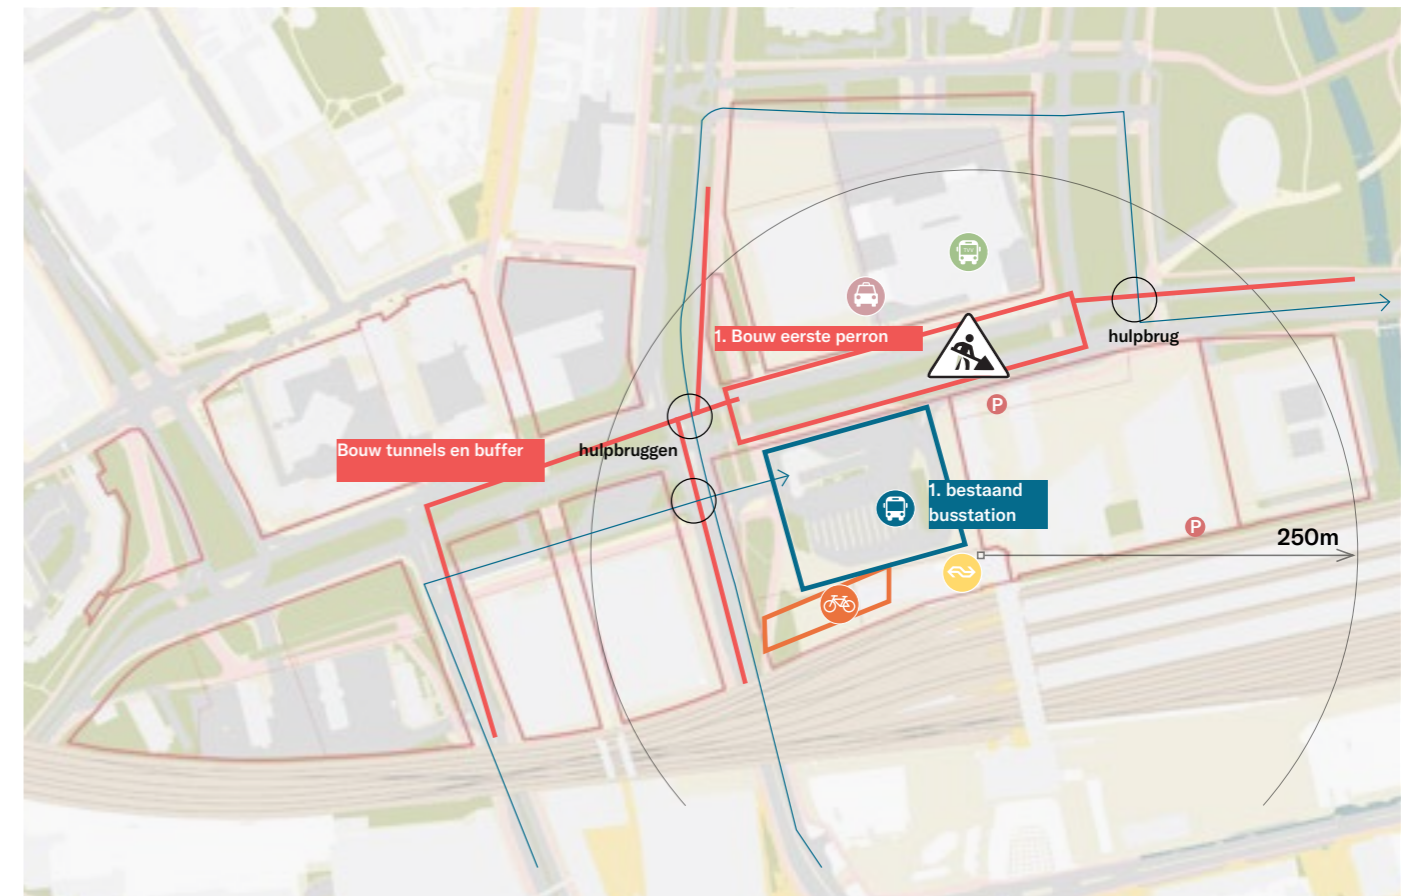 1. Bouw eerste perron
hulpbrug
P
Bouw tunnels en buffer
hulpbruggen
1. bestaand
busstation
P
250m